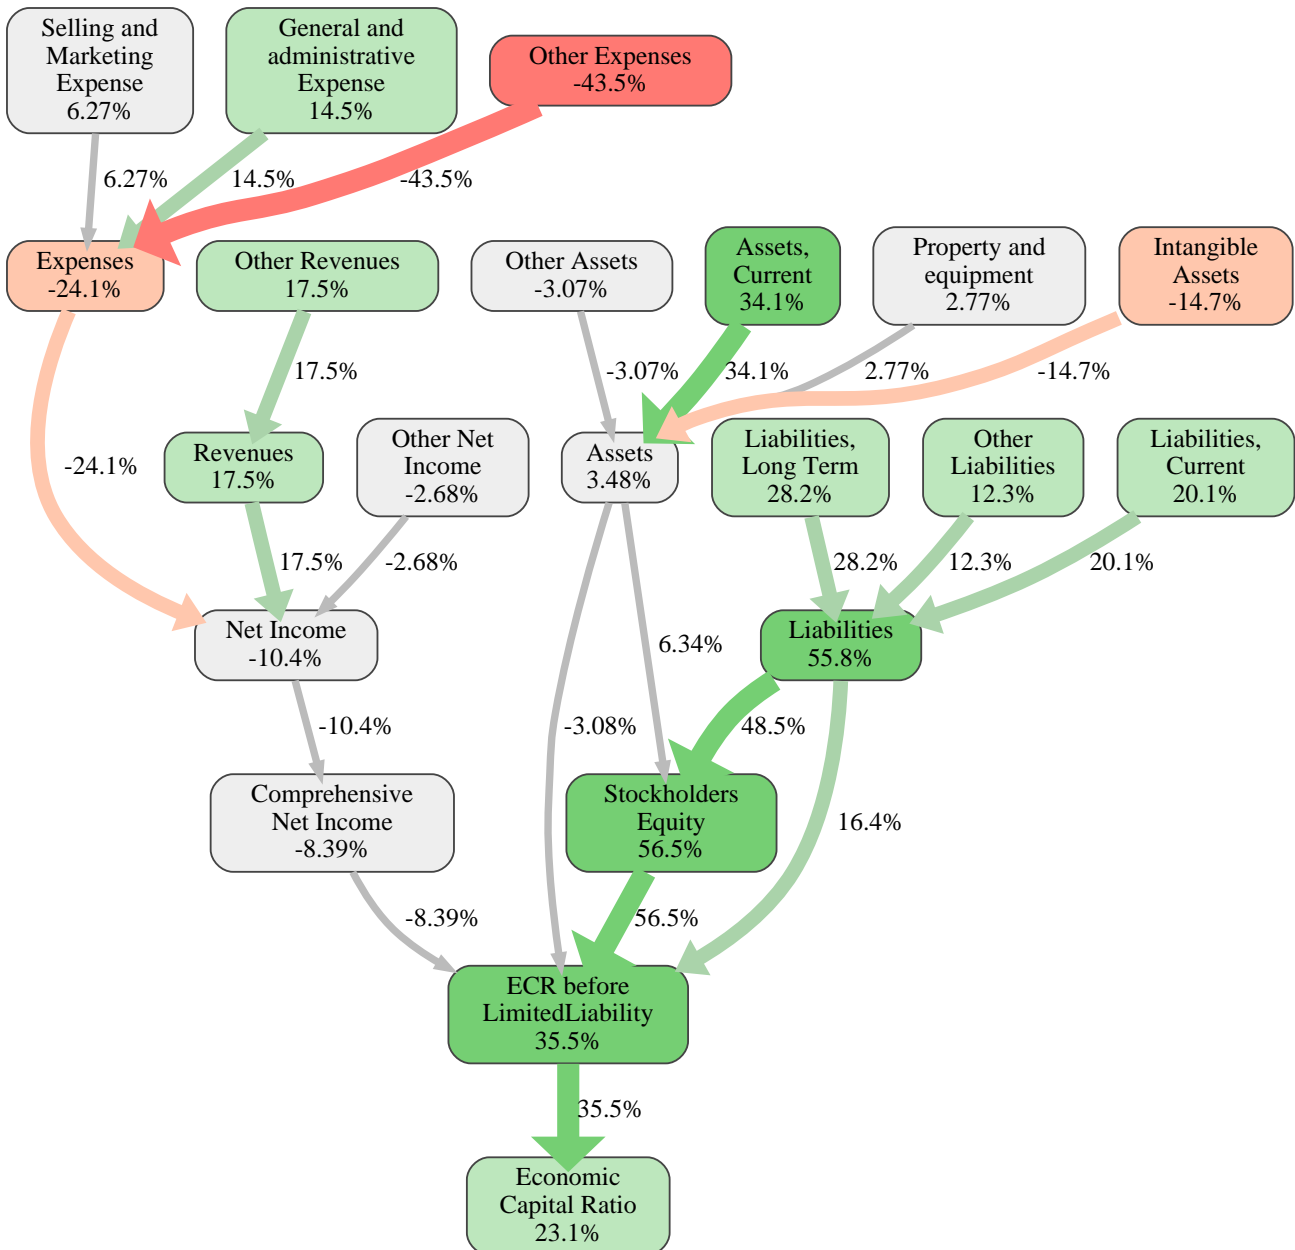 Selling and
Marketing
Expense
6.27%
General and
administrative
Expense
14.5%
Other Expenses
-43.5%
6.27%
14.5%
-43.5%
Expenses
-24.1%
Other Revenues
17.5%
Other Assets
-3.07%
Assets,
Current
34.1%
Property and
equipment
2.77%
Intangible
Assets
-14.7%
17.5%
-3.07%
34.1%
2.77%
-14.7%
-24.1%
Revenues
17.5%
Other Net
Income
-2.68%
Assets
3.48%
Liabilities,
Long Term
28.2%
Other
Liabilities
12.3%
Liabilities,
Current
20.1%
17.5%
-2.68%
28.2%
12.3%
20.1%
Net Income
-10.4%
6.34%
Liabilities
55.8%
-10.4%
-3.08%
48.5%
Comprehensive
Net Income
-8.39%
Stockholders
Equity
56.5%
16.4%
-8.39%
56.5%
ECR before
LimitedLiability
35.5%
35.5%
Economic
Capital Ratio
23.1%